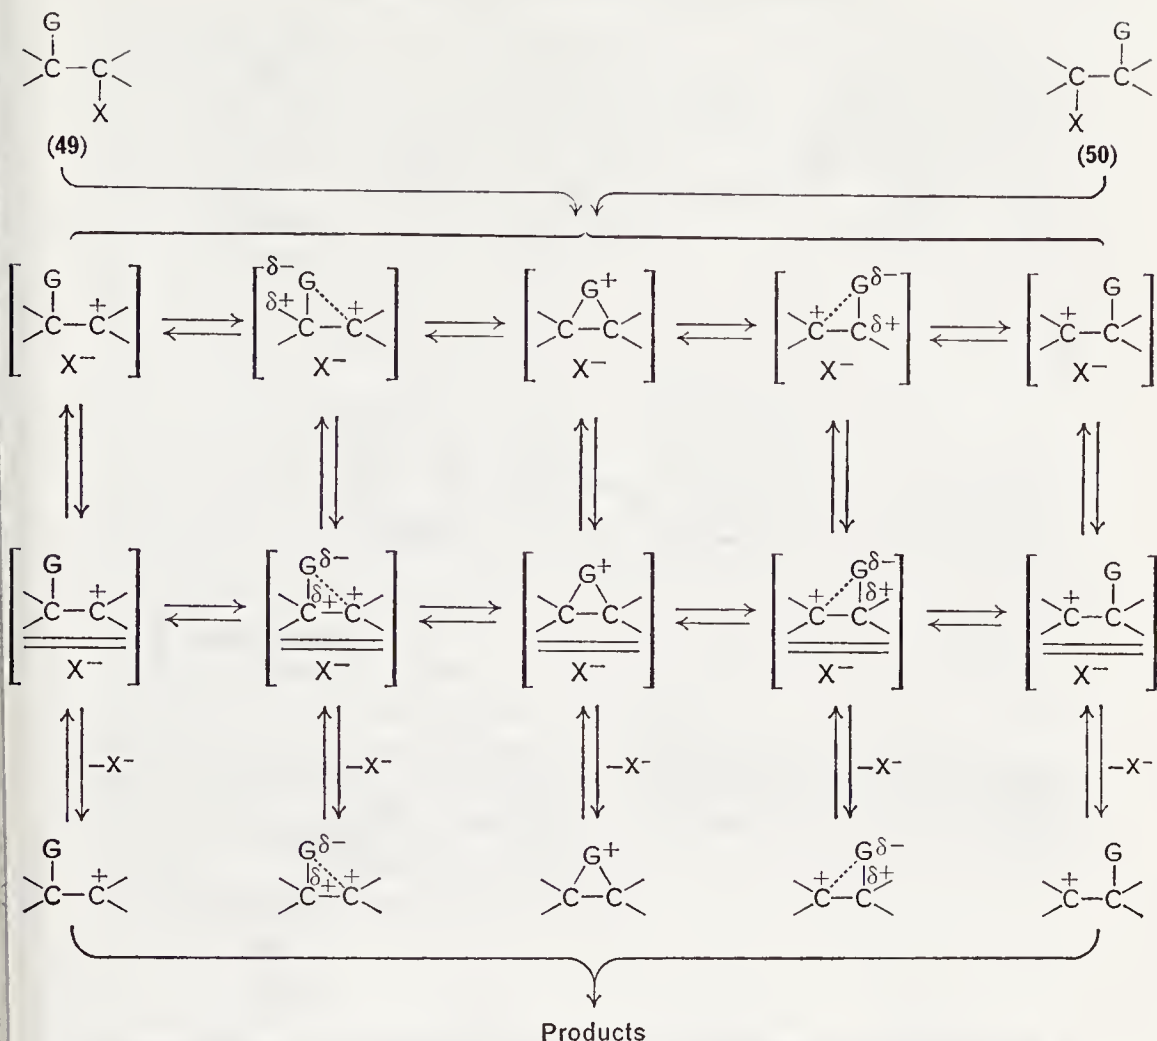 G G
C—C C—C
X X
(49) (50)
G δ− G G+ G δ− G
C—C+ δ+ C—C+ C—C +C—C δ+ +C—C
X− X− X− X− X−
G G δ− G+ G δ− G
C—C+ δ+ C—C+ C—C +C—C δ+ +C—C
X− X− X− X− X−
−X− −X− −X− −X− −X−
G G δ− G+ G δ− G
C—C+ δ+ C—C+ C—C +C—C δ+ +C—C
Products